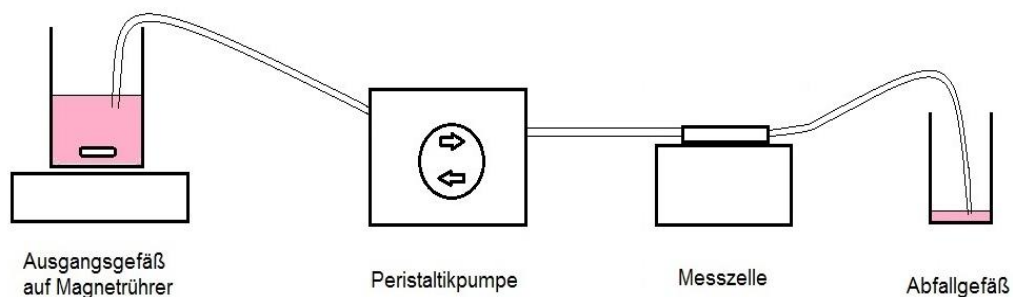 Ausgangsgefäß
auf Magnetrührer
Peristaltikpumpe
Messzelle
Abfallgefäß